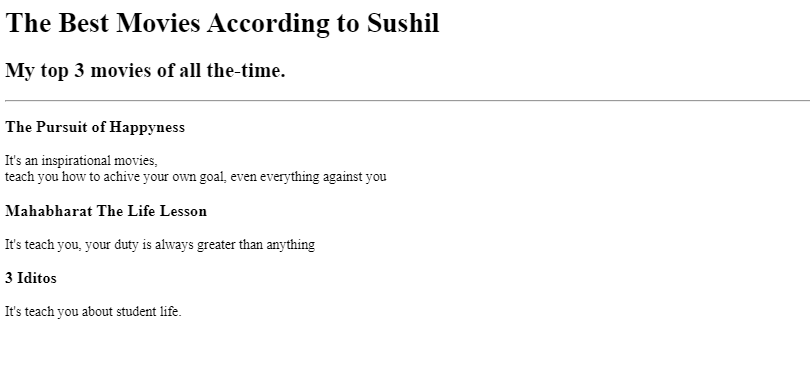 The Best Movies According to Sushil
My top 3 movies of all the-time.
The Pursuit of Happyness
It's an inspirational movies,
teach you how to achive your own goal, even everything against you
Mahabharat The Life Lesson
It's teach you, your duty is always greater than anything
3 Iditos
It's teach you about student life.